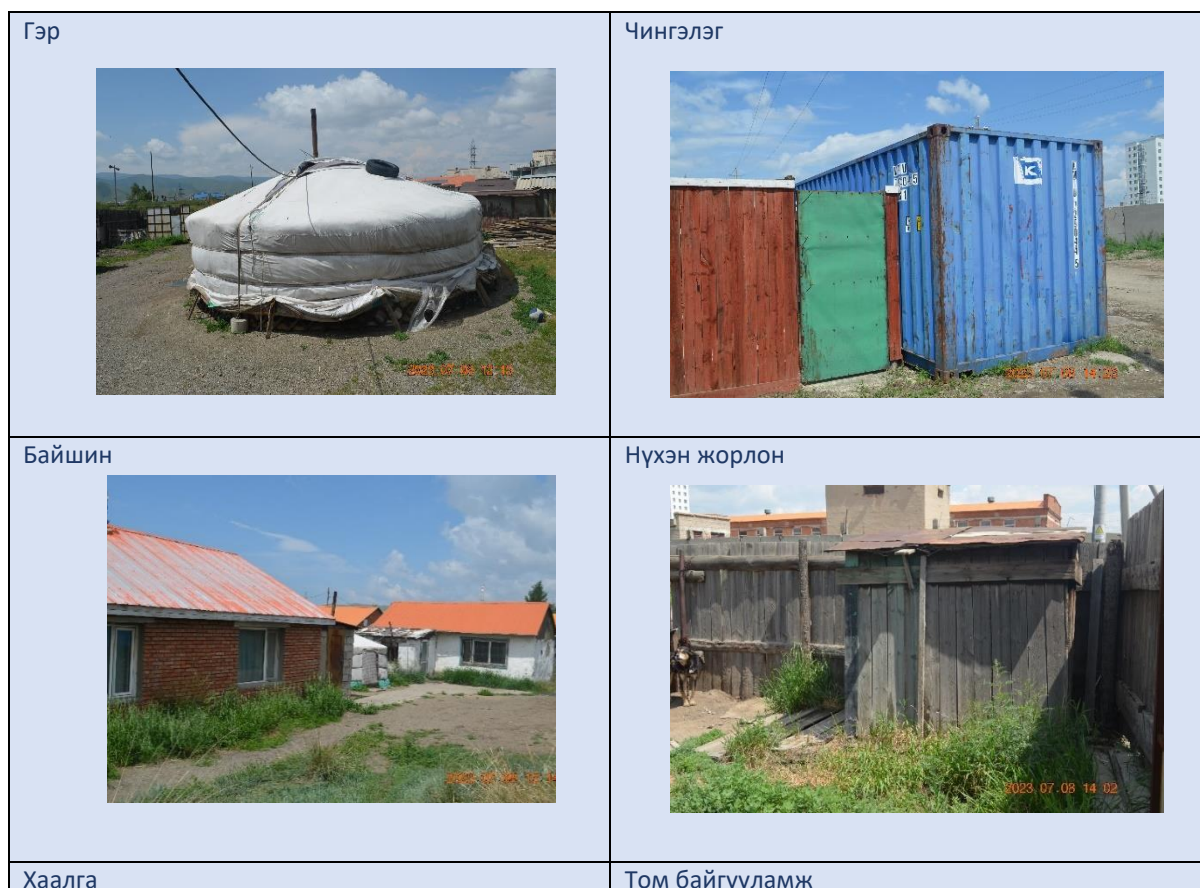 Гэр
Чингэлэг
K
Байшин
Нүхэн жорлон
2023.07.08 14 02
Хаалга
Том байгууламж